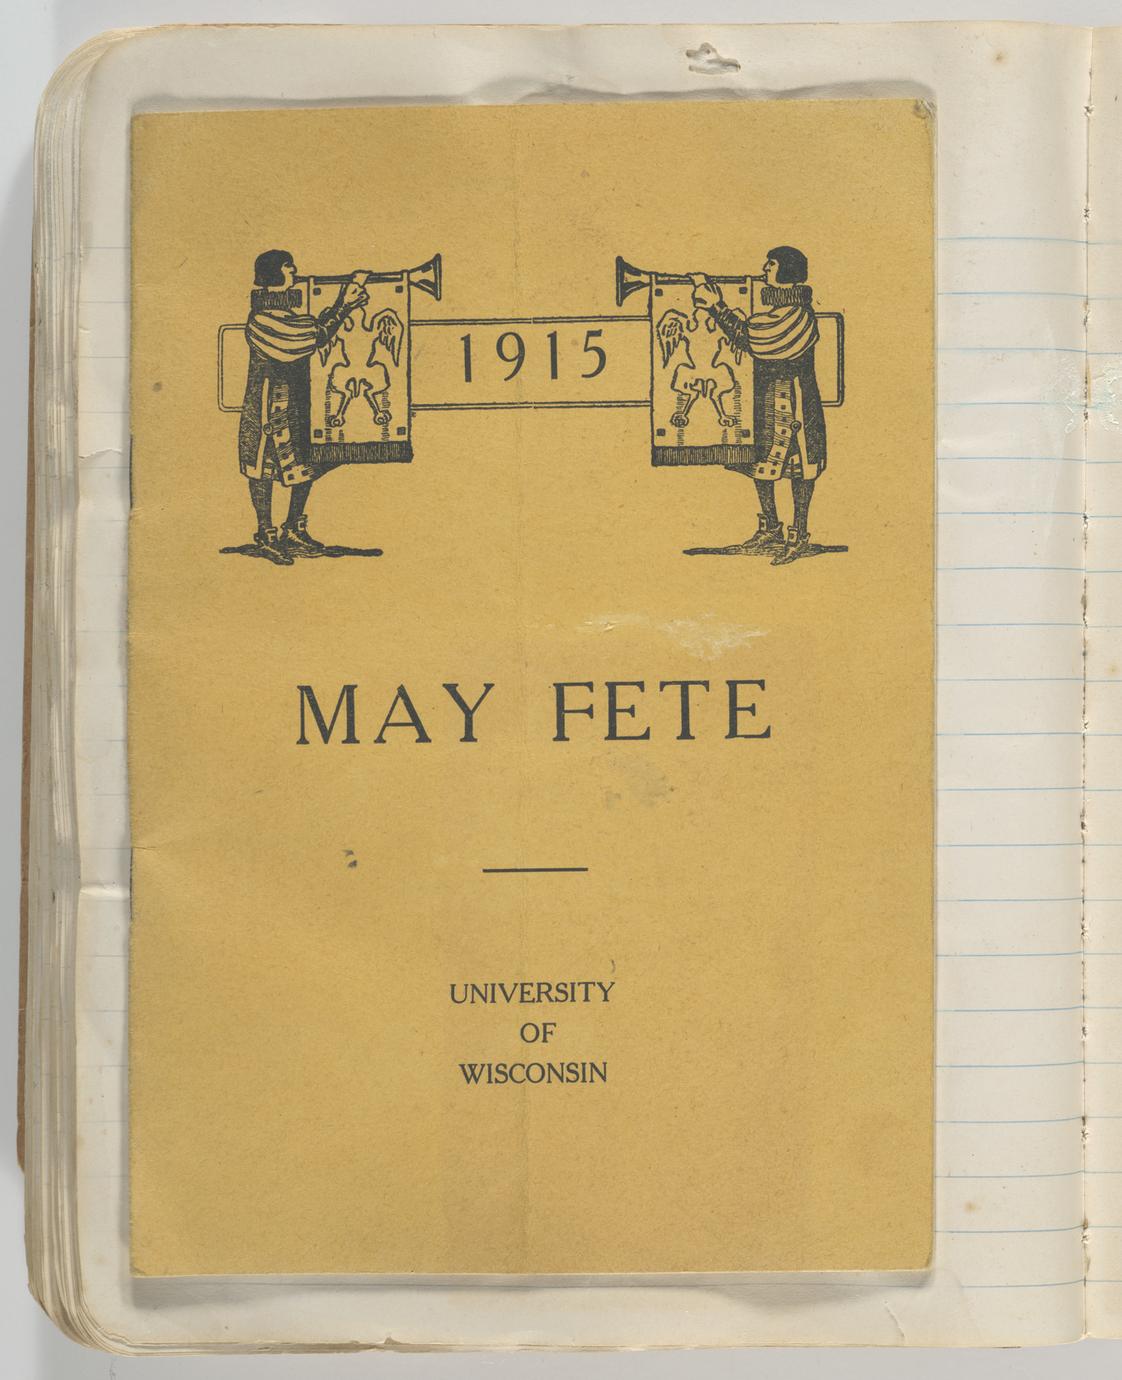 1915
MAY FETE
UNIVERSITY
OF
WISCONSIN